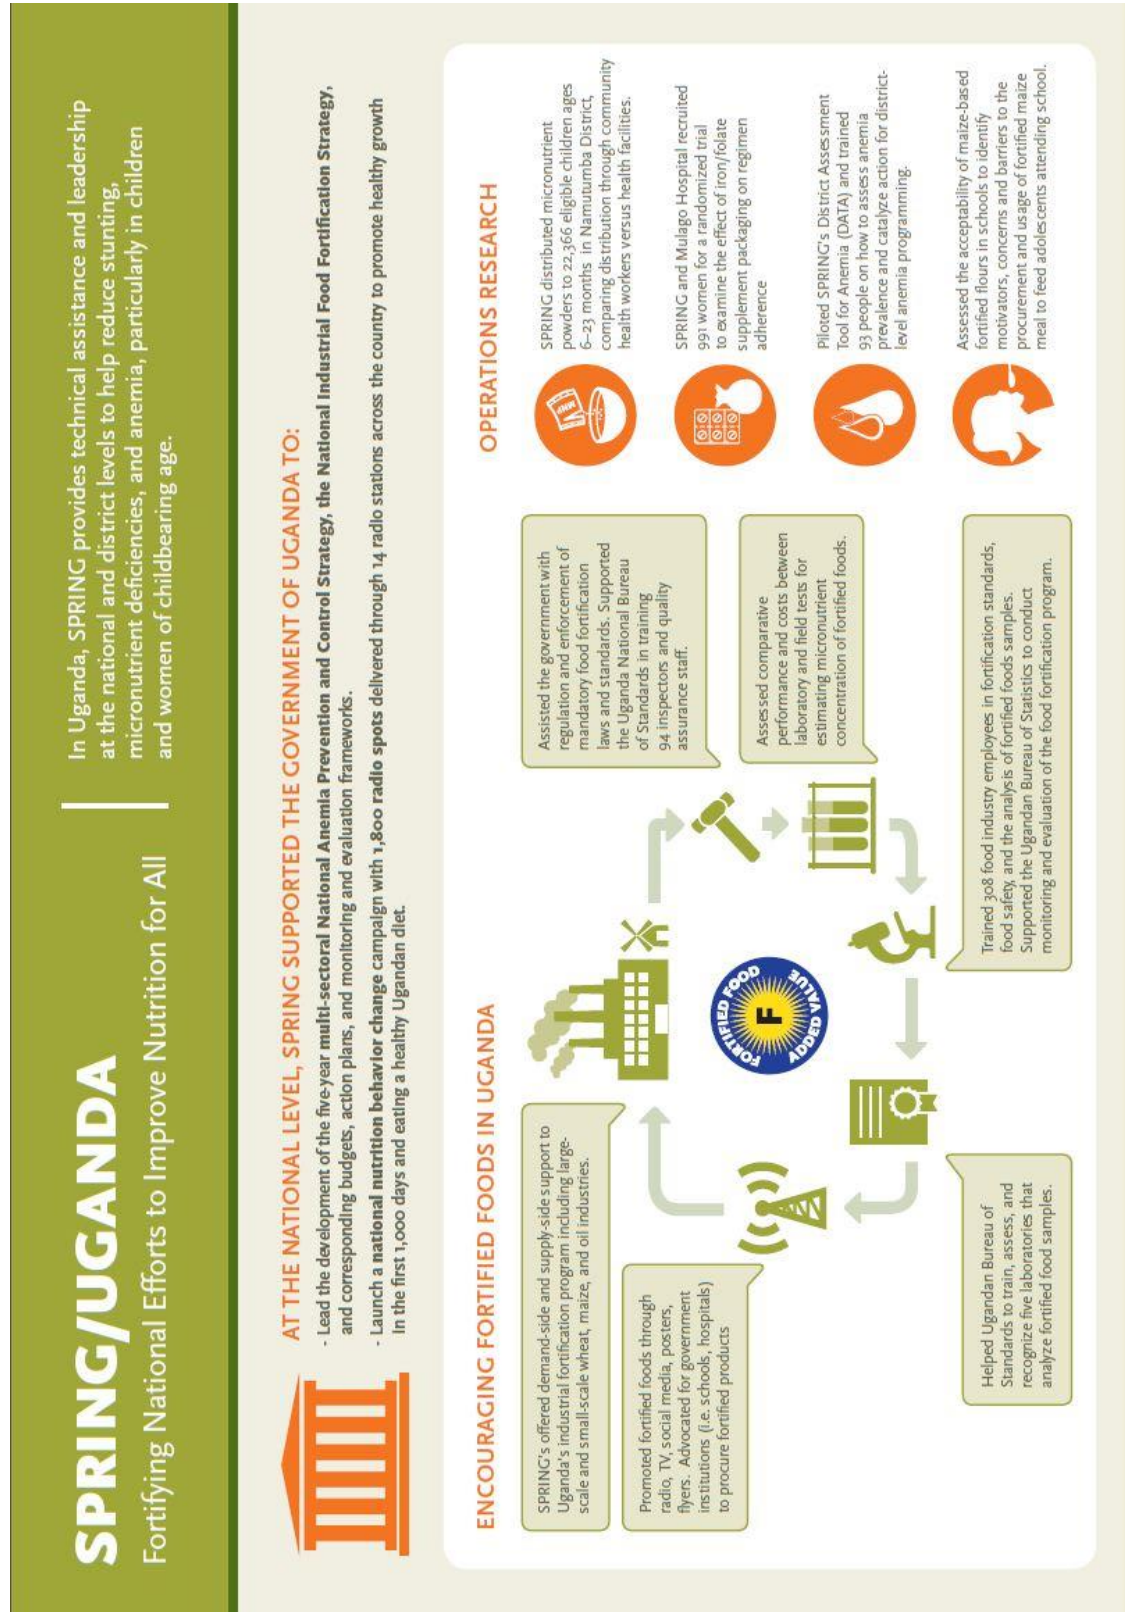 SPRING/UGANDA
Fortifying National Efforts to Improve Nutrition for All
In Uganda, SPRING provides technical assistance and leadership
at the national and district levels to help reduce stunting,
micronutrient deficiencies, and anemia, particularly in children
and women of childbearing age.
AT THE NATIONAL LEVEL, SPRING SUPPORTED THE GOVERNMENT OF UGANDA TO:
- Lead the development of the five-year multi-sectoral National Anemia Prevention and Control Strategy, the National Industrial Food Fortification Strategy,
and corresponding budgets, action plans, and monitoring and evaluation frameworks.
- Launch a national nutrition behavior change campaign with 1,800 radio spots delivered through 14 radio stations across the country to promote healthy growth
in the first 1,000 days and eating a healthy Ugandan diet.
ENCOURAGING FORTIFIED FOODS IN UGANDA
SPRING's offered demand-side and supply-side support to
Uganda's industrial fortification program including large-
scale and small-scale wheat, maize, and oil industries.
Promoted fortified foods through
radio, TV, social media, posters,
flyers. Advocated for government
institutions (i.e. schools, hospitals)
to procure fortified products
Helped Ugandan Bureau of
Standards to train, assess, and
recognize five laboratories that
analyze fortified food samples.
FORTIFIED FOOD
F
ADDED VALUE
Assisted the government with
regulation and enforcement of
mandatory food fortification
laws and standards. Supported
the Uganda National Bureau
of Standards in training
94 inspectors and quality
assurance staff.
Assessed comparative
performance and costs between
laboratory and field tests for
estimating micronutrient
concentration of fortified foods.
Trained 308 food industry employees in fortification standards,
food safety, and the analysis of fortified foods samples.
Supported the Ugandan Bureau of Statistics to conduct
monitoring and evaluation of the food fortification program.
OPERATIONS RESEARCH
MNP
SPRING distributed micronutrient
powders to 22,366 eligible children ages
6–23 months in Namutumba District,
comparing distribution through community
health workers versus health facilities.
SPRING and Mulago Hospital recruited
991 women for a randomized trial
to examine the effect of iron/folate
supplement packaging on regimen
adherence
Piloted SPRING's District Assessment
Tool for Anemia (DATA) and trained
93 people on how to assess anemia
prevalence and catalyze action for district-
level anemia programming.
Assessed the acceptability of maize-based
fortified flours in schools to identify
motivators, concerns and barriers to the
procurement and usage of fortified maize
meal to feed adolescents attending school.